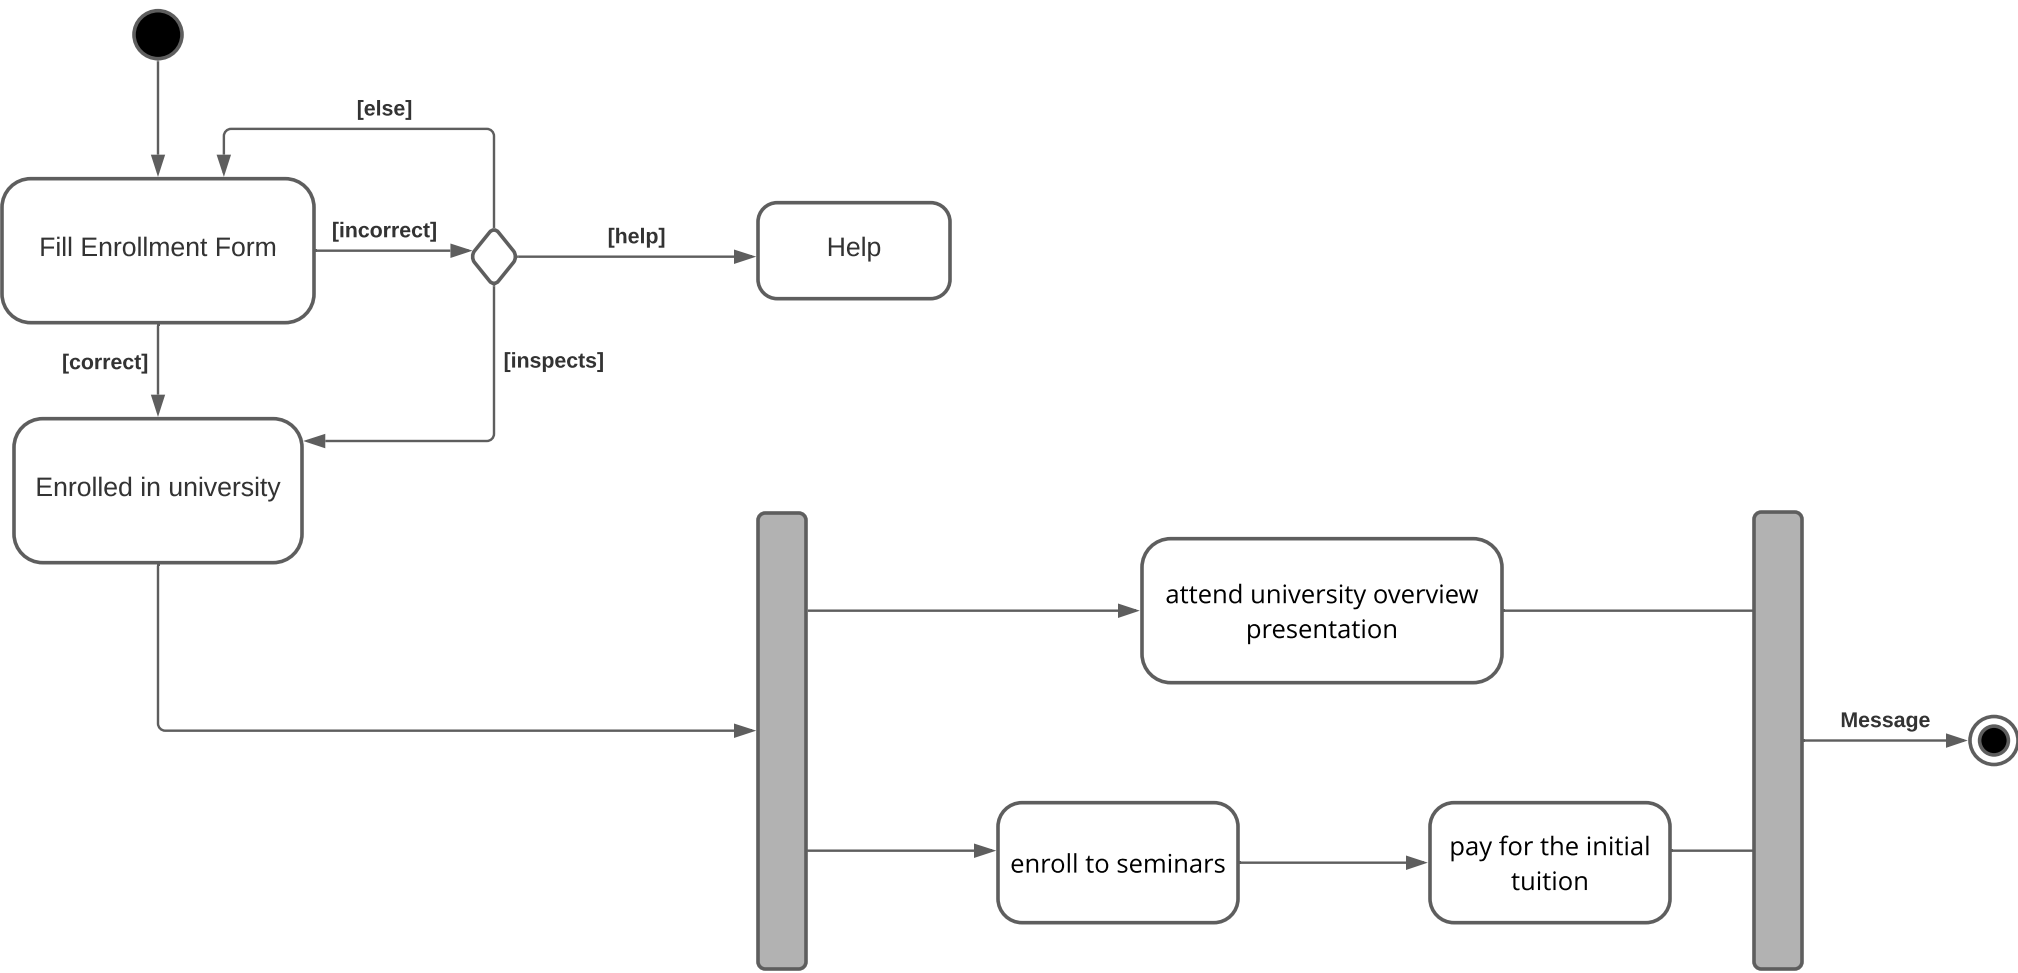 [else]
[incorrect]
[help]
Fill Enrollment Form
Help
[correct]
[inspects]
Enrolled in university
attend university overview
presentation
Message
enroll to seminars
pay for the initial
tuition